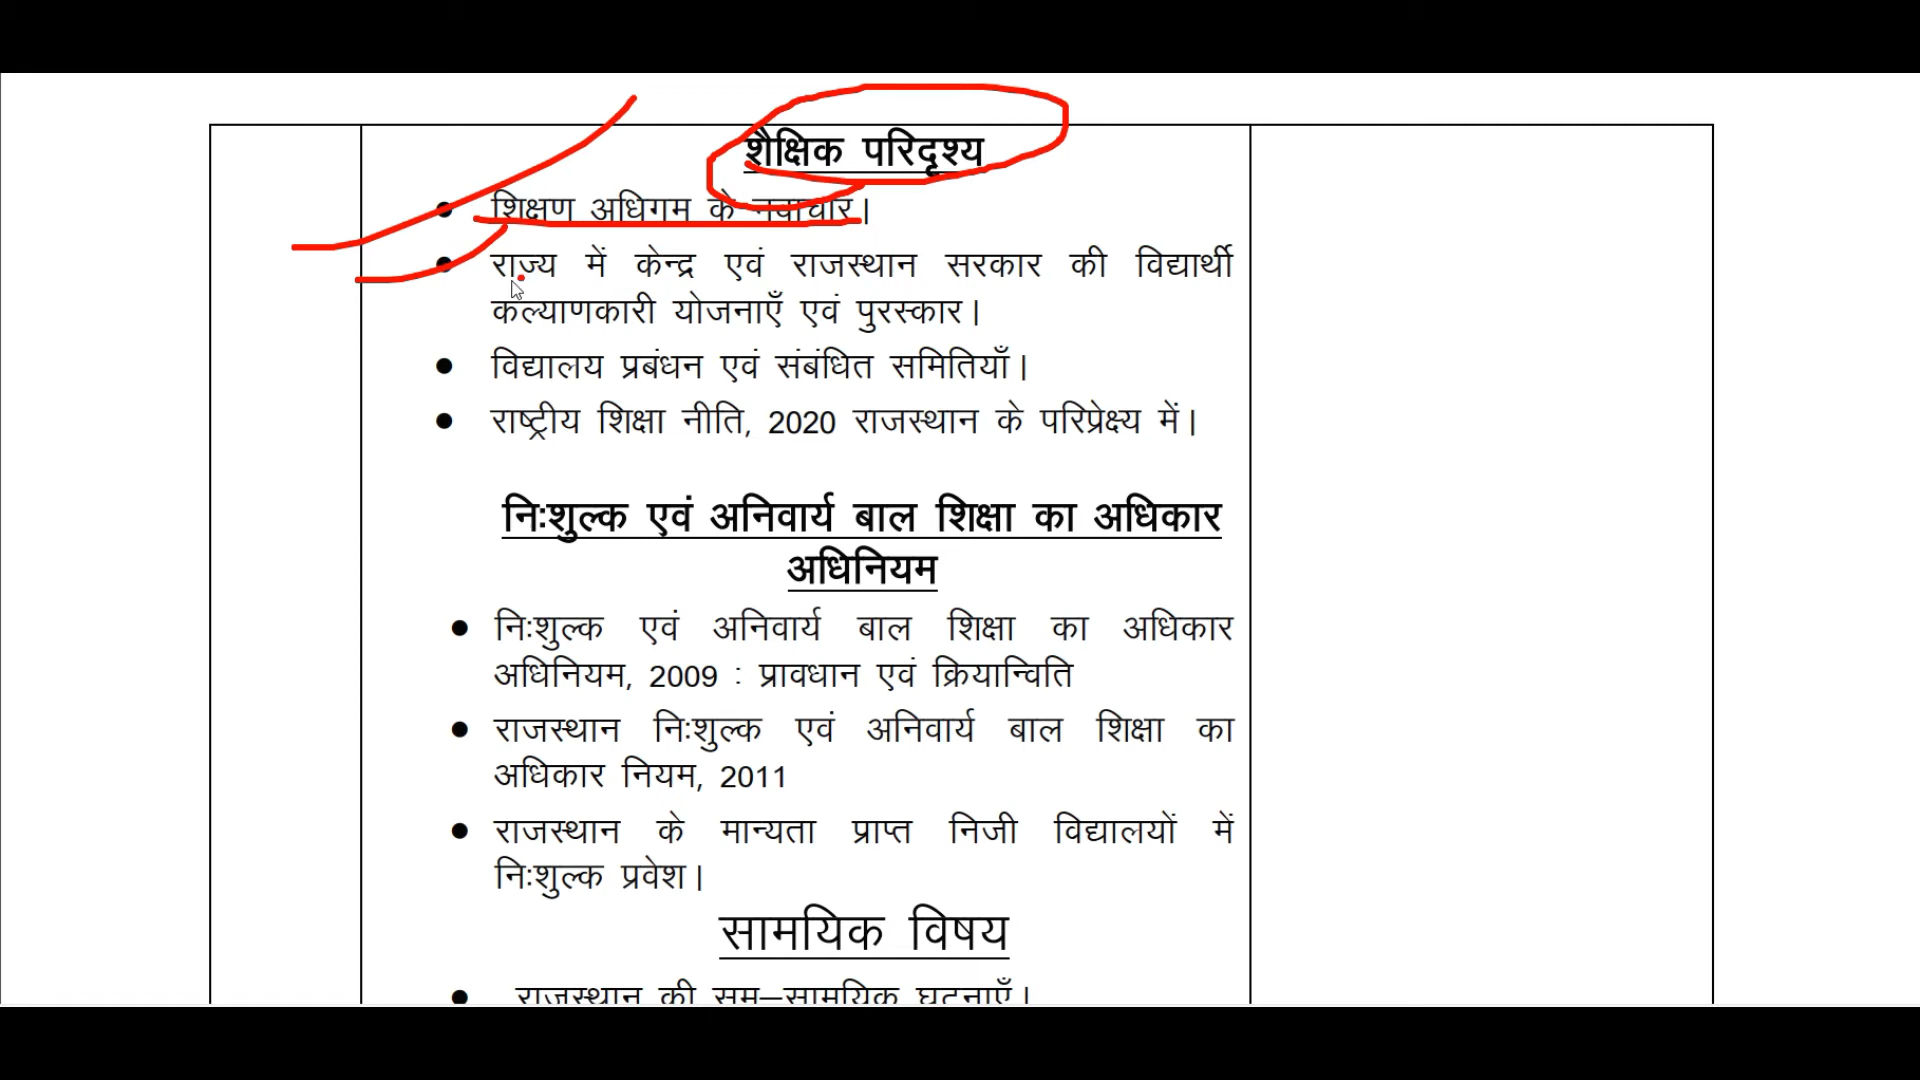 शैक्षिक परिदृश्य
● शिक्षण अधिगम के नवाचार।
● राज्य में केन्द्र एवं राजस्थान सरकार की विद्यार्थी
कल्याणकारी योजनाएँ एवं पुरस्कार।
● विद्यालय प्रबंधन एवं संबंधित समितियाँ।
● राष्ट्रीय शिक्षा नीति, 2020 राजस्थान के परिप्रेक्ष्य में।
निःशुल्क एवं अनिवार्य बाल शिक्षा का अधिकार
अधिनियम
● निःशुल्क एवं अनिवार्य बाल शिक्षा का अधिकार
अधिनियम, 2009 : प्रावधान एवं क्रियान्विति
● राजस्थान निःशुल्क एवं अनिवार्य बाल शिक्षा का
अधिकार नियम, 2011
● राजस्थान के मान्यता प्राप्त निजी विद्यालयों में
निःशुल्क प्रवेश।
सामयिक विषय
● राजस्थान की सम–सामयिक घटनाएँ।